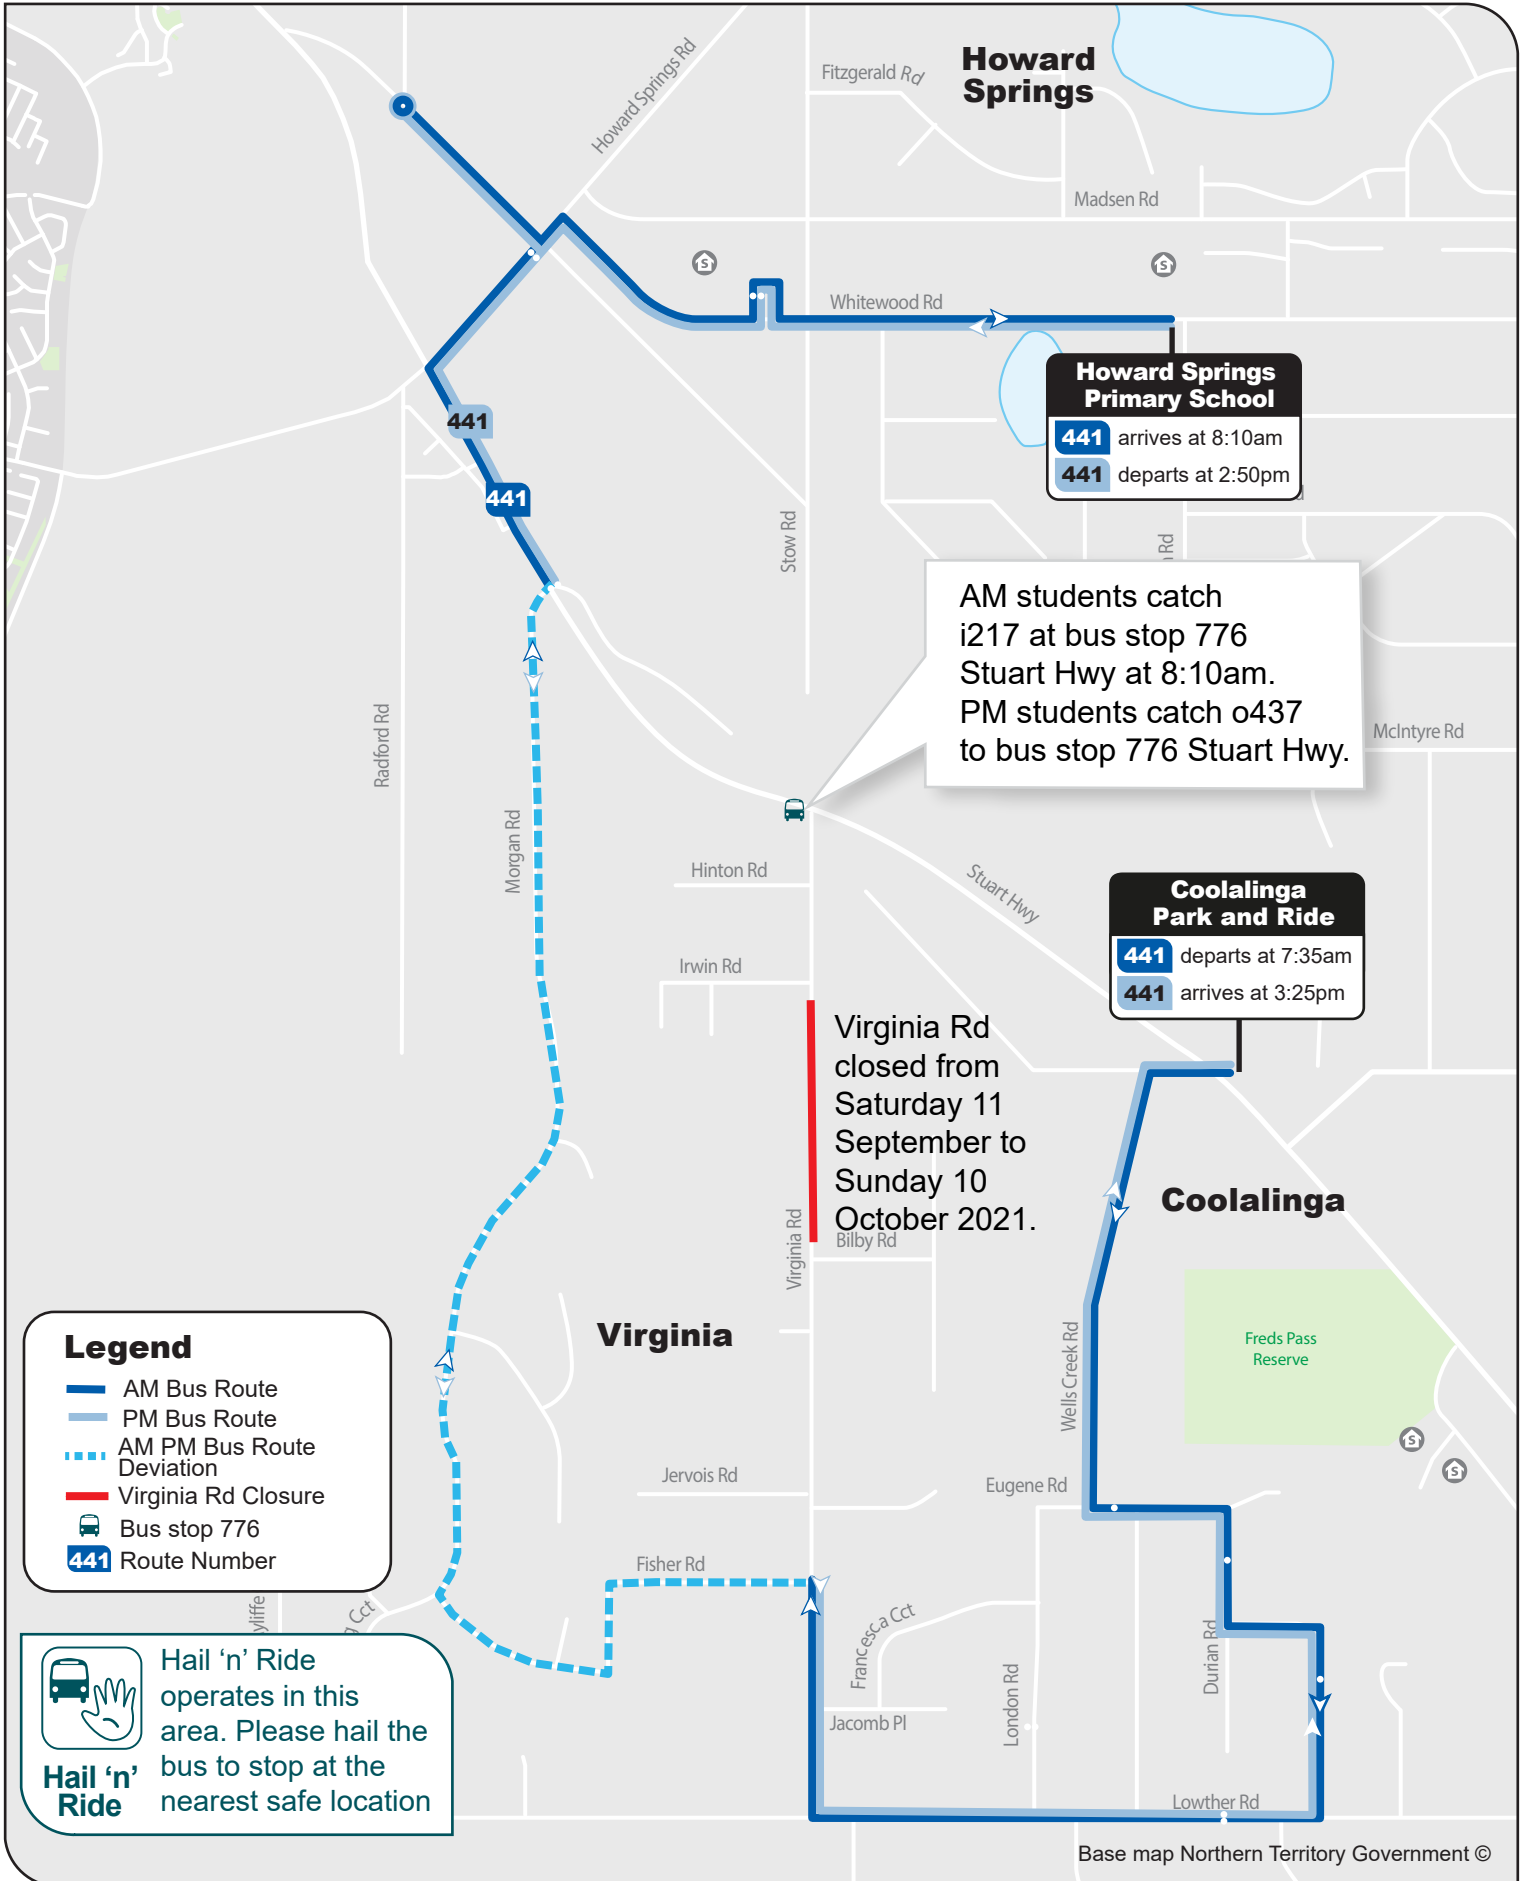 Howard
Springs
Howard Springs Rd
Fitzgerald Rd
Madsen Rd
S
S
Whitewood Rd
Howard Springs
Primary School
441 arrives at 8:10am
441 departs at 2:50pm
441
441
Stow Rd
Rd
AM students catch
i217 at bus stop 776
Stuart Hwy at 8:10am.
PM students catch o437
to bus stop 776 Stuart Hwy.
Radford Rd
McIntyre Rd
Morgan Rd
Hinton Rd
Stuart Hwy
Coolalinga
Park and Ride
441 departs at 7:35am
441 arrives at 3:25pm
Irwin Rd
Virginia Rd
closed from
Saturday 11
September to
Sunday 10
October 2021.
Coolalinga
Virginia Rd
Bilby Rd
Virginia
Wells Creek Rd
Freds Pass
Reserve
S
S
Legend
AM Bus Route
PM Bus Route
AM PM Bus Route
Deviation
Virginia Rd Closure
Bus stop 776
441 Route Number
Jervois Rd
Eugene Rd
Fisher Rd
yliffe
g Cct
Francesca Cct
London Rd
Durian Rd
Jacomb Pl
Lowther Rd
Hail ‘n’
Ride
Hail ‘n’ Ride
operates in this
area. Please hail the
bus to stop at the
nearest safe location
Base map Northern Territory Government ©